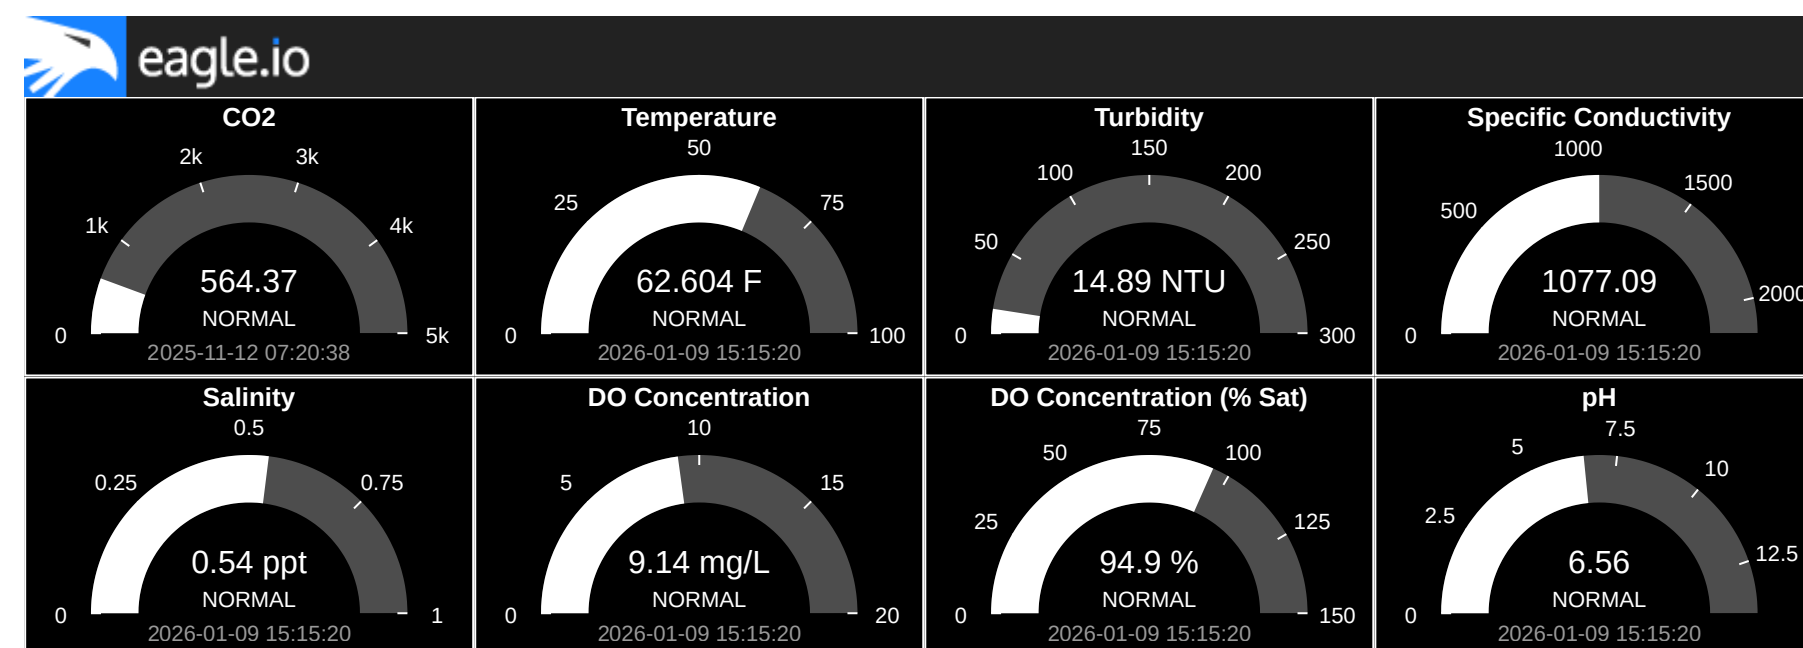 eagle.io
CO2
2k
3k
1k
4k
564.37
NORMAL
0
5k
2025-11-12 07:20:38
Temperature
50
25
75
62.604 F
NORMAL
0
100
2026-01-09 15:15:20
Turbidity
150
100
200
50
250
14.89 NTU
NORMAL
0
300
2026-01-09 15:15:20
Specific Conductivity
1000
1500
500
1077.09
2000
NORMAL
0
2026-01-09 15:15:20
Salinity
0.5
0.25
0.75
0.54 ppt
NORMAL
0
1
2026-01-09 15:15:20
DO Concentration
10
5
15
9.14 mg/L
NORMAL
0
20
2026-01-09 15:15:20
DO Concentration (% Sat)
75
50
100
25
125
94.9 %
NORMAL
0
150
2026-01-09 15:15:20
pH
7.5
5
10
2.5
12.5
6.56
NORMAL
0
2026-01-09 15:15:20